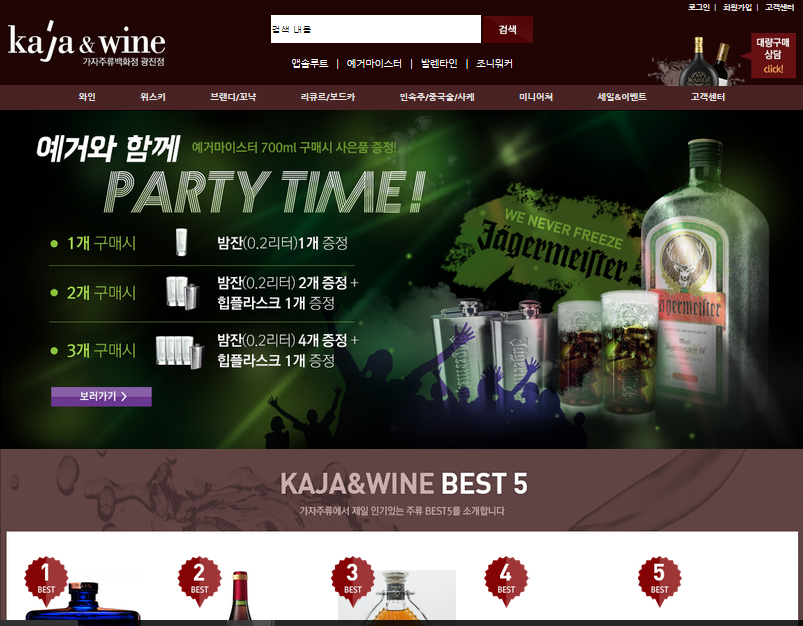 로그인 | 회원가입 | 고객센터
kaja & wine
가자주류백화점 광진점
검색 내용
검색
앱솔루트 | 예거마이스터 | 발렌타인 | 조니워커
대량구매
상담
click!
와인 위스키 브랜디/꼬냑 리큐르/보드카 민속주/중국술/사케 미니어쳐 세일&이벤트 고객센터
예거와 함께 예거마이스터 700ml 구매시 사은품 증정!
PARTY TIME!
1개 구매시 밤잔(0.2리터)1개 증정
2개 구매시 밤잔(0.2리터) 2개 증정 +
힙플라스크 1개 증정
3개 구매시 밤잔(0.2리터) 4개 증정 +
힙플라스크 1개 증정
보러가기 >
WE NEVER FREEZE
Jägermeister
Jägermeister
KAJA&WINE BEST 5
가자주류에서 제일 인기있는 주류 BEST5를 소개합니다
1 BEST
2 BEST
3 BEST
4 BEST
5 BEST